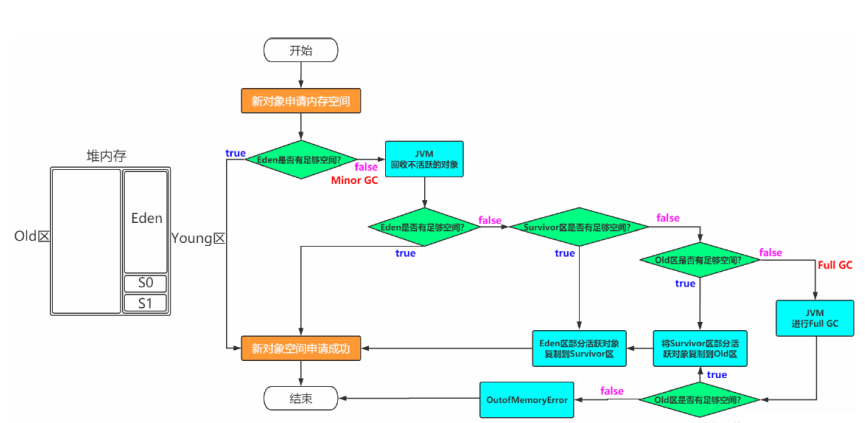 开始
新对象申请内存空间
堆内存
Old区
Eden
S0
S1
Young区
true
Eden是否有足够空间?
false
Minor GC
JVM
回收不活跃的对象
Eden是否有足够空间?
true
false
Survivor区是否有足够空间?
true
false
Old区是否有足够空间?
true
false
Full GC
JVM
进行Full GC
将Survivor区部分活
跃对象复制到Old区
Eden区部分活跃对象
复制到Survivor区
新对象空间申请成功
true
Old区是否有足够空间?
false
OutofMemoryError
结束